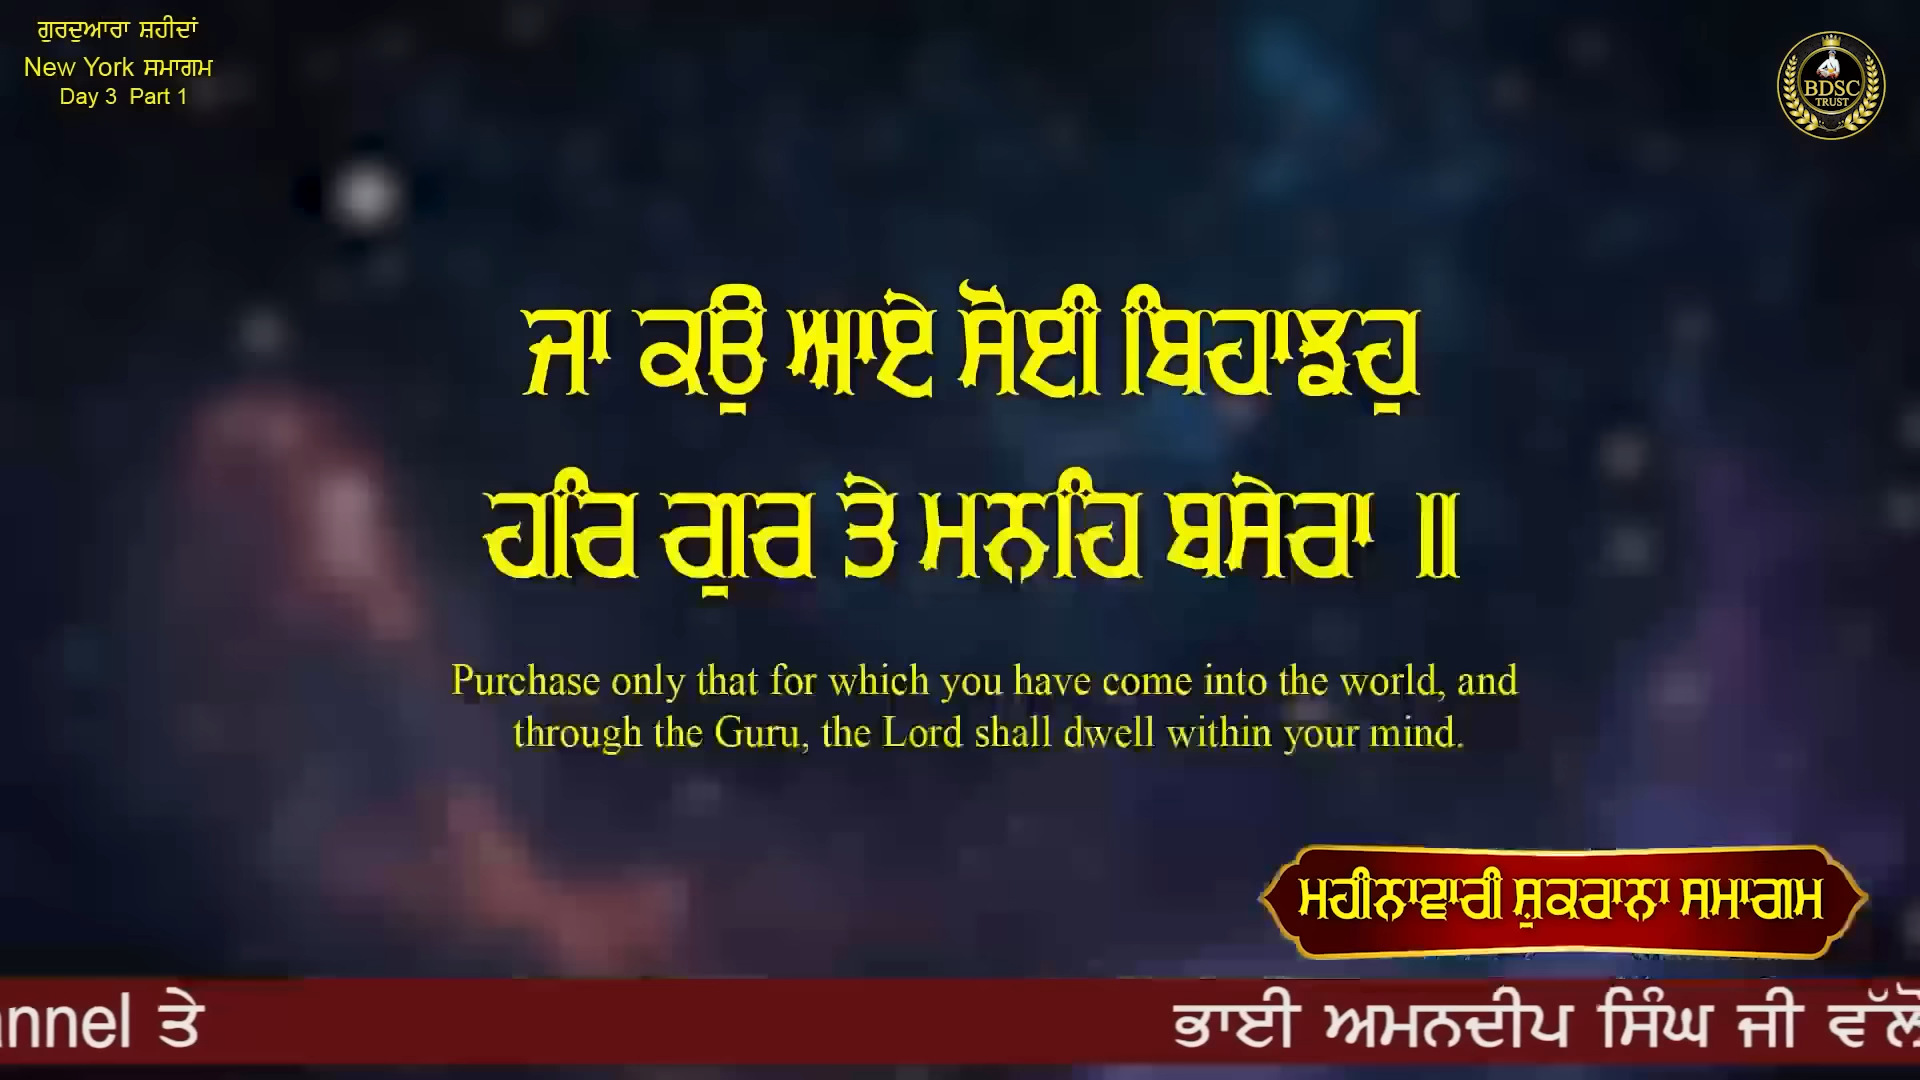 ਗੁਰਦੁਆਰਾ ਸ਼ਹੀਦਾਂ
New York ਸਮਾਗਮ
Day 3 Part 1
BDSC
TRUST
ਜਾ ਕਉ ਆਏ ਸੋਈ ਬਿਹਾਝਹੁ
ਹਰਿ ਗੁਰ ਤੇ ਮਨਹਿ ਬਸੇਰਾ ॥
Purchase only that for which you have come into the world, and
through the Guru, the Lord shall dwell within your mind.
ਮਹੀਨਾਵਾਰੀ ਸ਼ੁਕਰਾਨਾ ਸਮਾਗਮ
annel ਤੇ ਭਾਈ ਅਮਨਦੀਪ ਸਿੰਘ ਜੀ ਵੱਲੋ